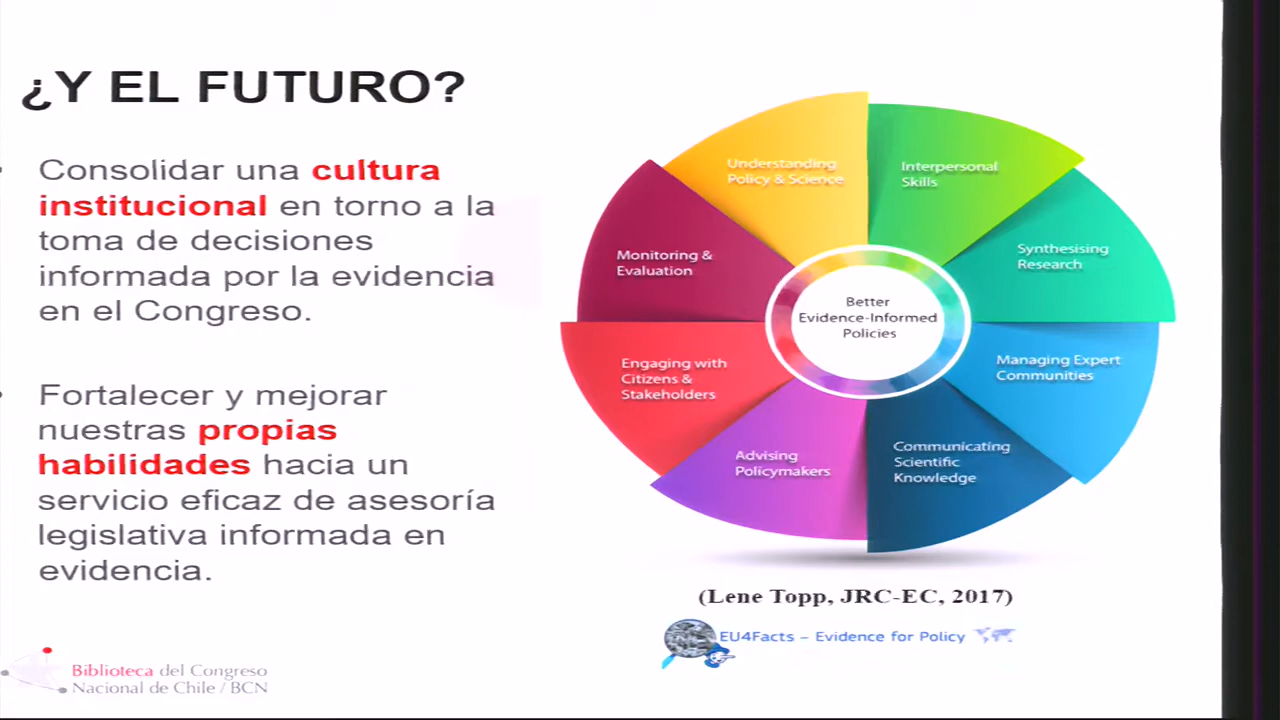 ¿Y EL FUTURO?
Consolidar una cultura
institucional en torno a la
toma de decisiones
informada por la evidencia
en el Congreso.
Fortalecer y mejorar
nuestras propias
habilidades hacia un
servicio eficaz de asesoría
legislativa informada en
evidencia.
Biblioteca del Congreso
Nacional de Chile / BCN
Understanding
Policy & Science
Interpersonal
Skills
Synthesising
Research
Managing Expert
Communities
Communicating
Scientific
Knowledge
Advising
Policymakers
Engaging with
Citizens &
Stakeholders
Monitoring &
Evaluation
Better
Evidence-Informed
Policies
(Lene Topp, JRC-EC, 2017)
EU4Facts – Evidence for Policy